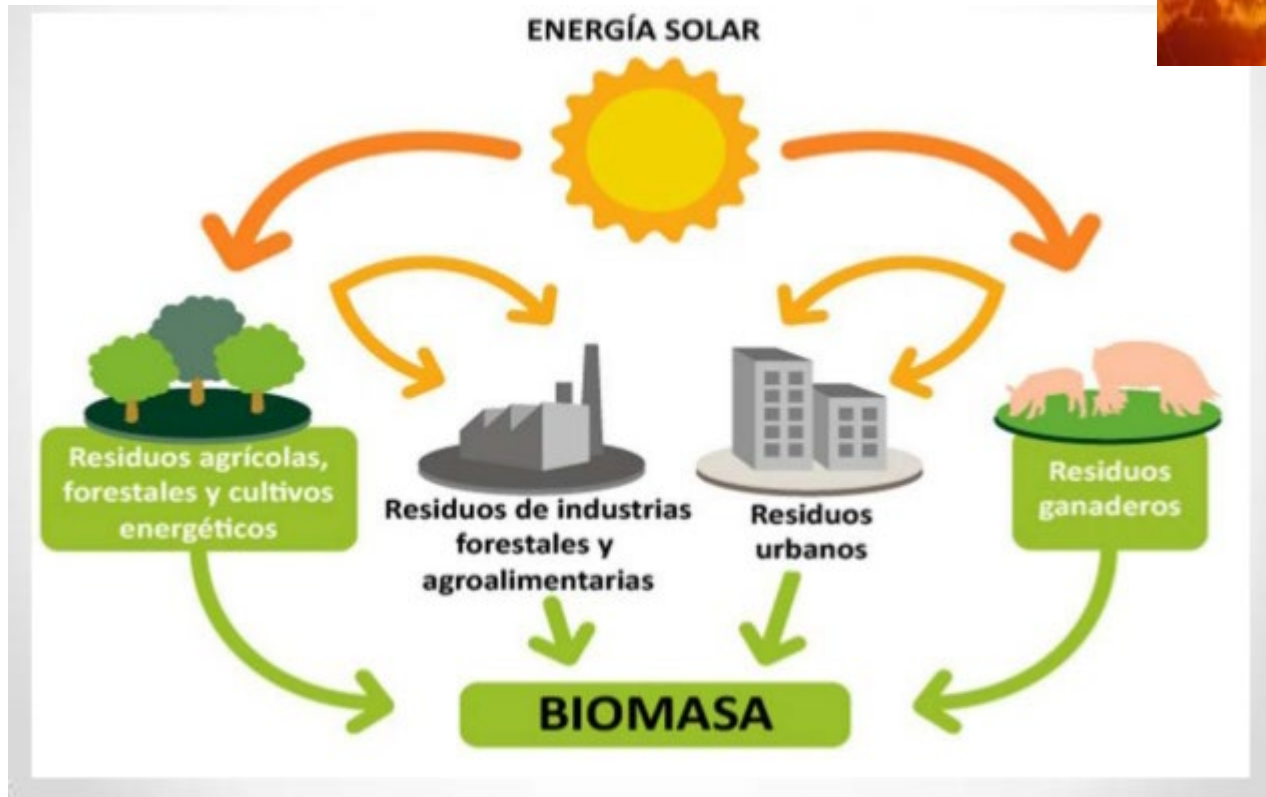 ENERGÍA SOLAR
Residuos agrícolas,
forestales y cultivos
energéticos
Residuos de industrias
forestales y
agroalimentarias
Residuos
urbanos
Residuos
ganaderos
BIOMASA